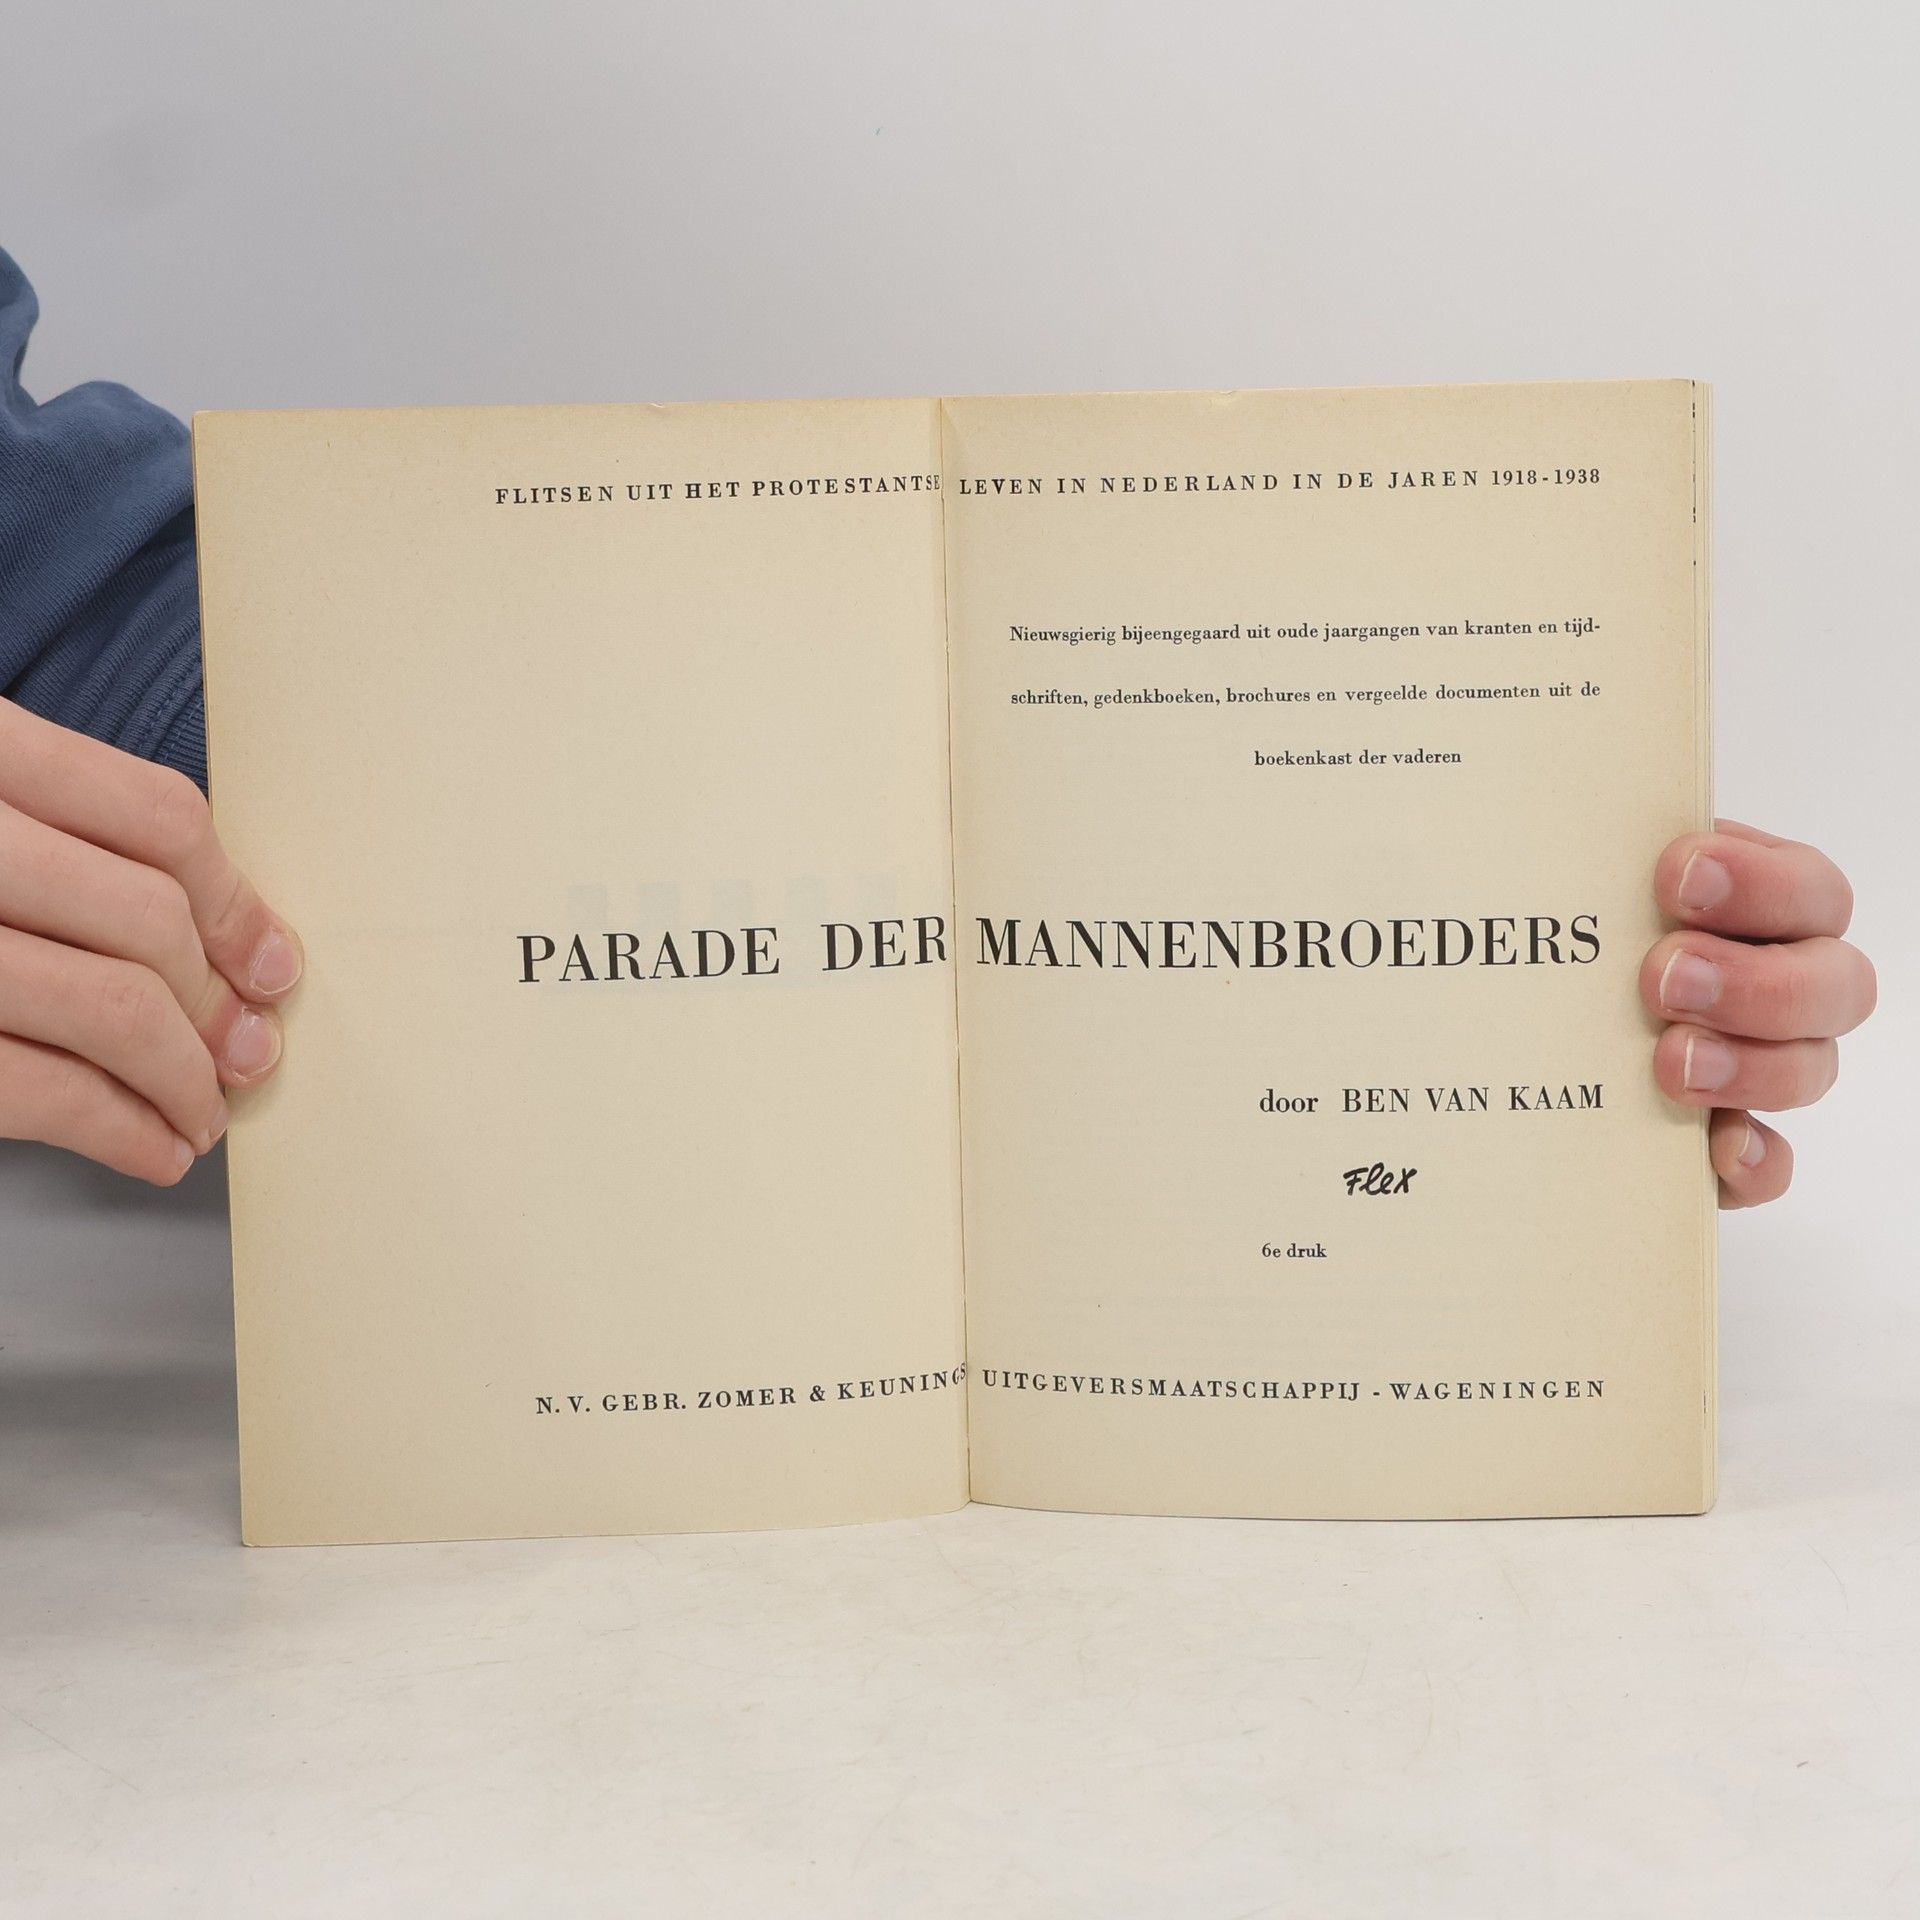 FLITSEN UIT HET PROTESTANTSE LEVEN IN NEDERLAND IN DE JAREN 1918-1938
Nieuwsgierig bijeengegaard uit oude jaargangen van kranten en tijd-
schriften, gedenkboeken, brochures en vergeelde documenten uit de
boekenkast der vaderen
PARADE DER MANNENBROEDERS
door BEN VAN KAAM
Flex
6e druk
N.V. GEBR. ZOMER & KEUNINGS UITGEVERSMAATSCHAPPIJ - WAGENINGEN